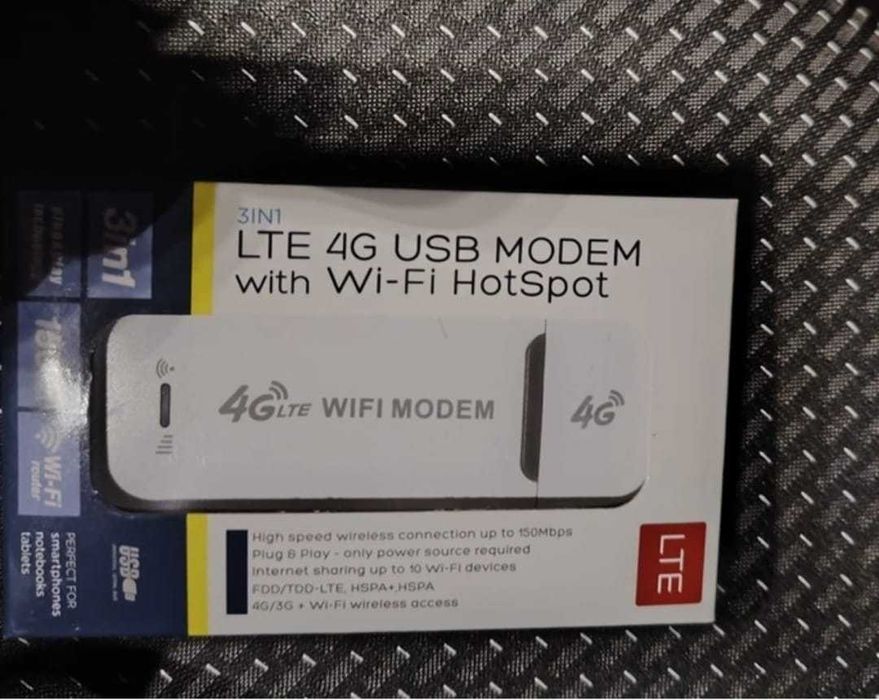 3IN1
LTE 4G USB MODEM
with Wi-Fi HotSpot
4G LTE WIFI MODEM
4G
High speed wireless connection up to 150Mbps
Plug & Play - only power source required
Internet sharing up to 10 Wi-Fi devices
FDD/TDD-LTE, HSPA+,HSPA
4G/3G + Wi-Fi wireless access
LTE
3in1
Wi-Fi
router
USB
PERFECT FOR
smartphones
notebooks
tablets